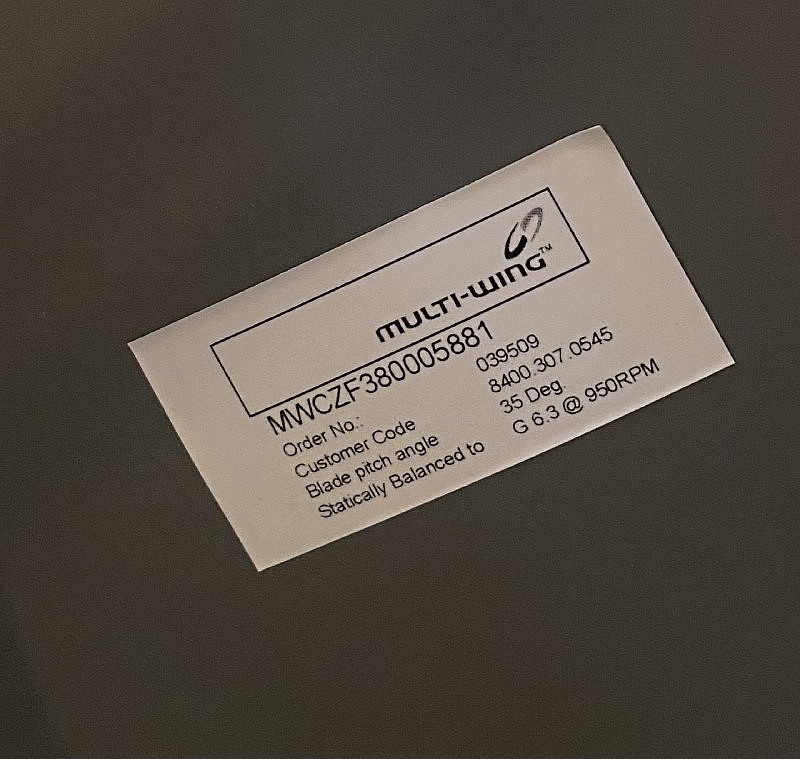 MULTI-WING™
MWCZF380005881
Order No.: 039509
Customer Code 8400.307.0545
Blade pitch angle 35 Deg.
Statically Balanced to G 6.3 @ 950RPM